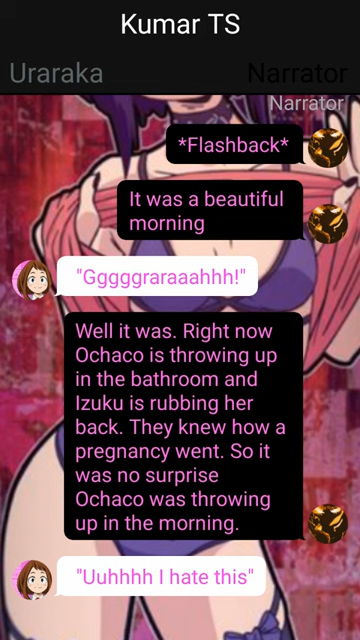 Kumar TS
Uraraka
Narrator
Narrator
*Flashback*
It was a beautiful
morning
"Gggggraraaahhh!"
Well it was. Right now
Ochaco is throwing up
in the bathroom and
Izuku is rubbing her
back. They knew how a
pregnancy went. So it
was no surprise
Ochaco was throwing
up in the morning.
"Uuhhhh I hate this"